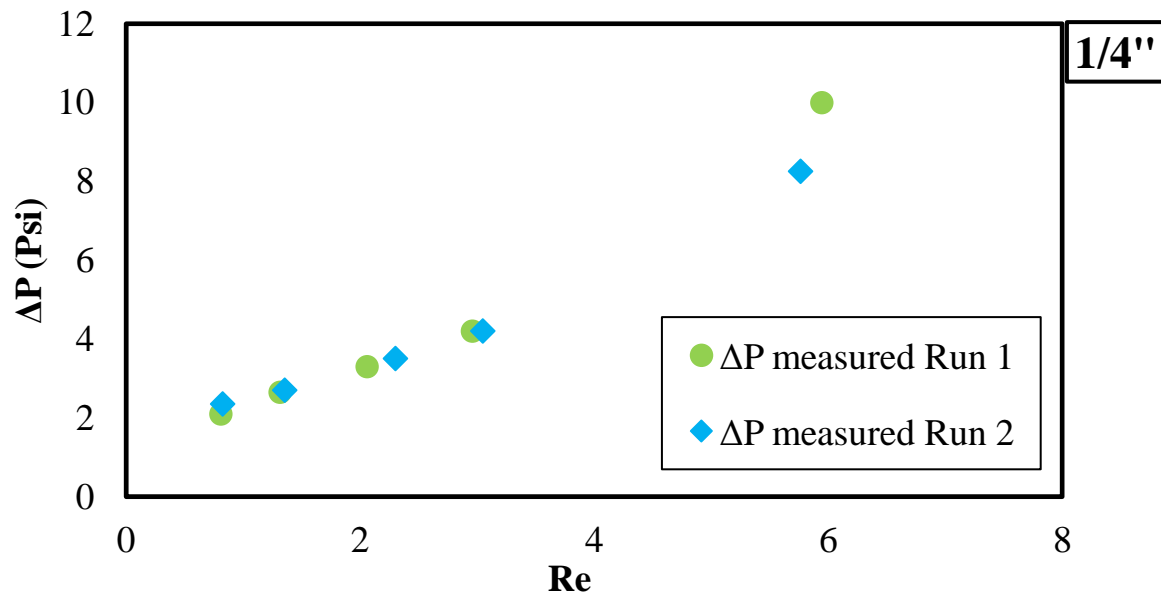 1/4"
12
10
8
6
4
2
0
ΔP (Psi)
ΔP measured Run 1
ΔP measured Run 2
0 2 4 6 8
Re